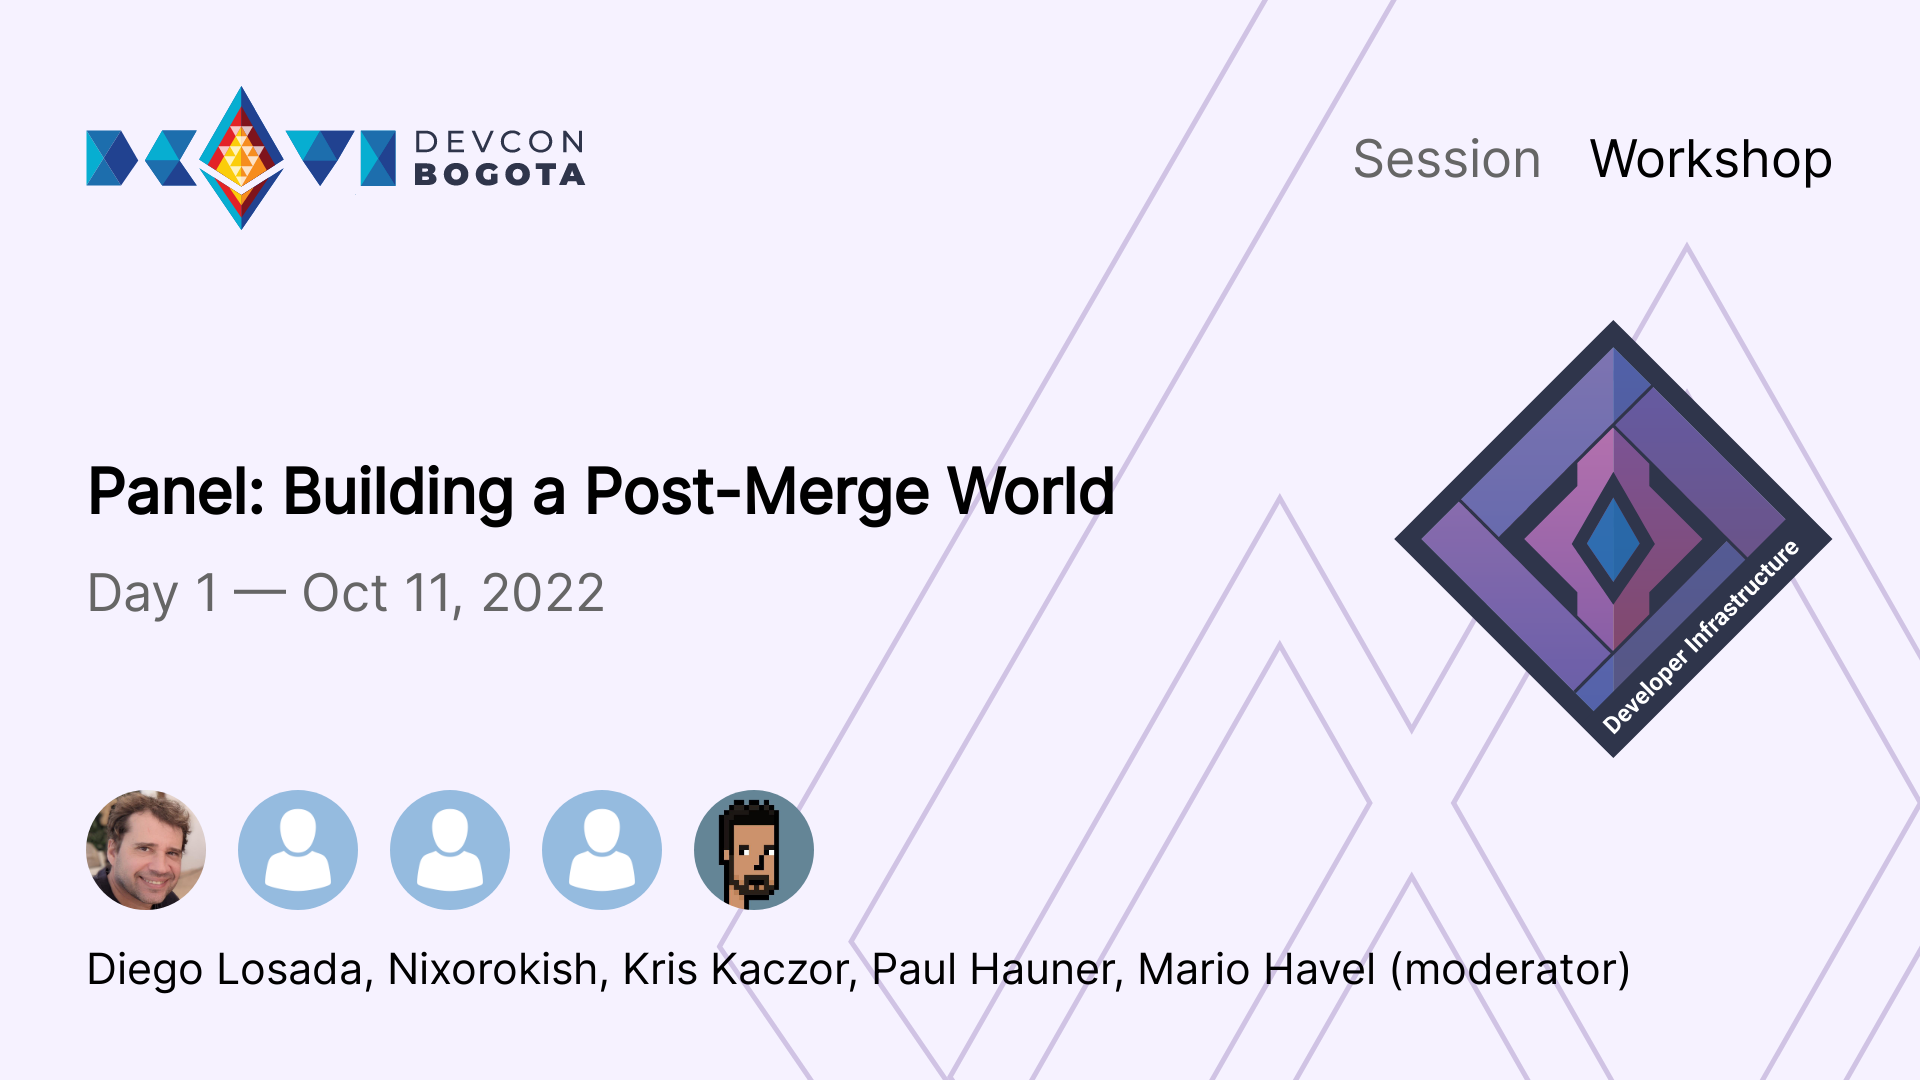 DEVCON
BOGOTA
Session Workshop
Panel: Building a Post-Merge World
Day 1 — Oct 11, 2022
Developer Infrastructure
Diego Losada, Nixorokish, Kris Kaczor, Paul Hauner, Mario Havel (moderator)